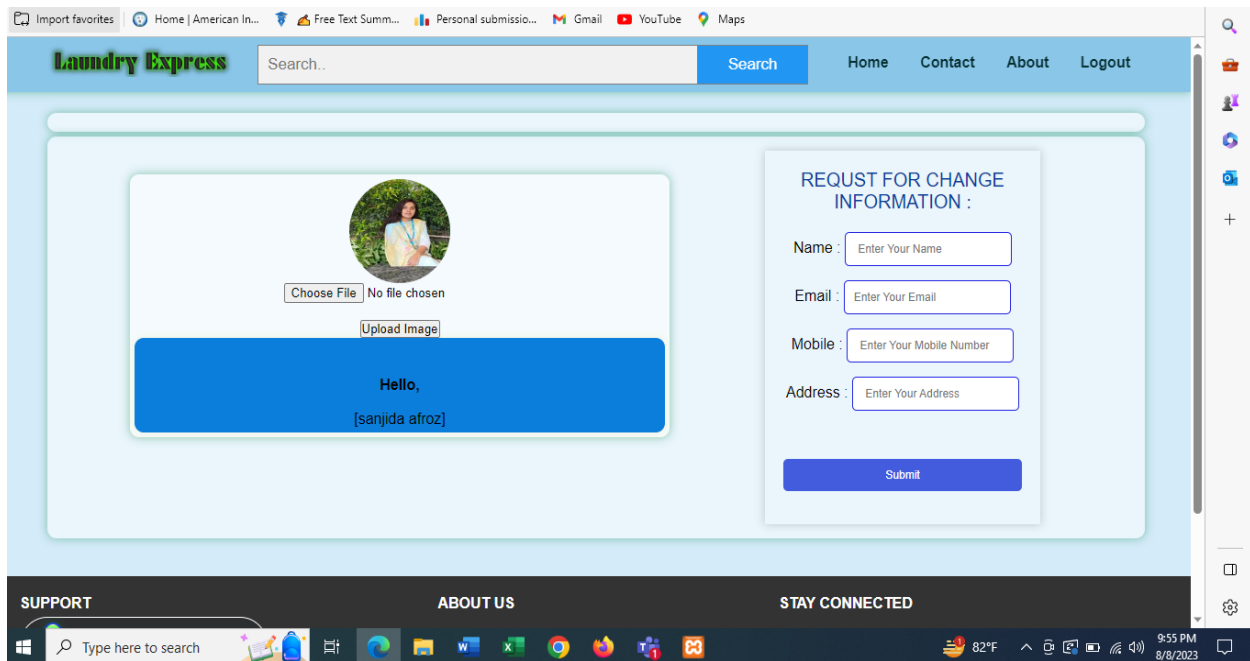 Import favorites Home | American In... Free Text Summ... Personal submissio... Gmail YouTube Maps
Laundry Express Search.. Search Home Contact About Logout
REQUST FOR CHANGE
INFORMATION :
Name : Enter Your Name
Choose File No file chosen
Email : Enter Your Email
Upload Image
Mobile : Enter Your Mobile Number
Hello,
Address : Enter Your Address
[sanjida afroz]
Submit
SUPPORT ABOUT US STAY CONNECTED
Type here to search 82°F 9:55 PM
8/8/2023